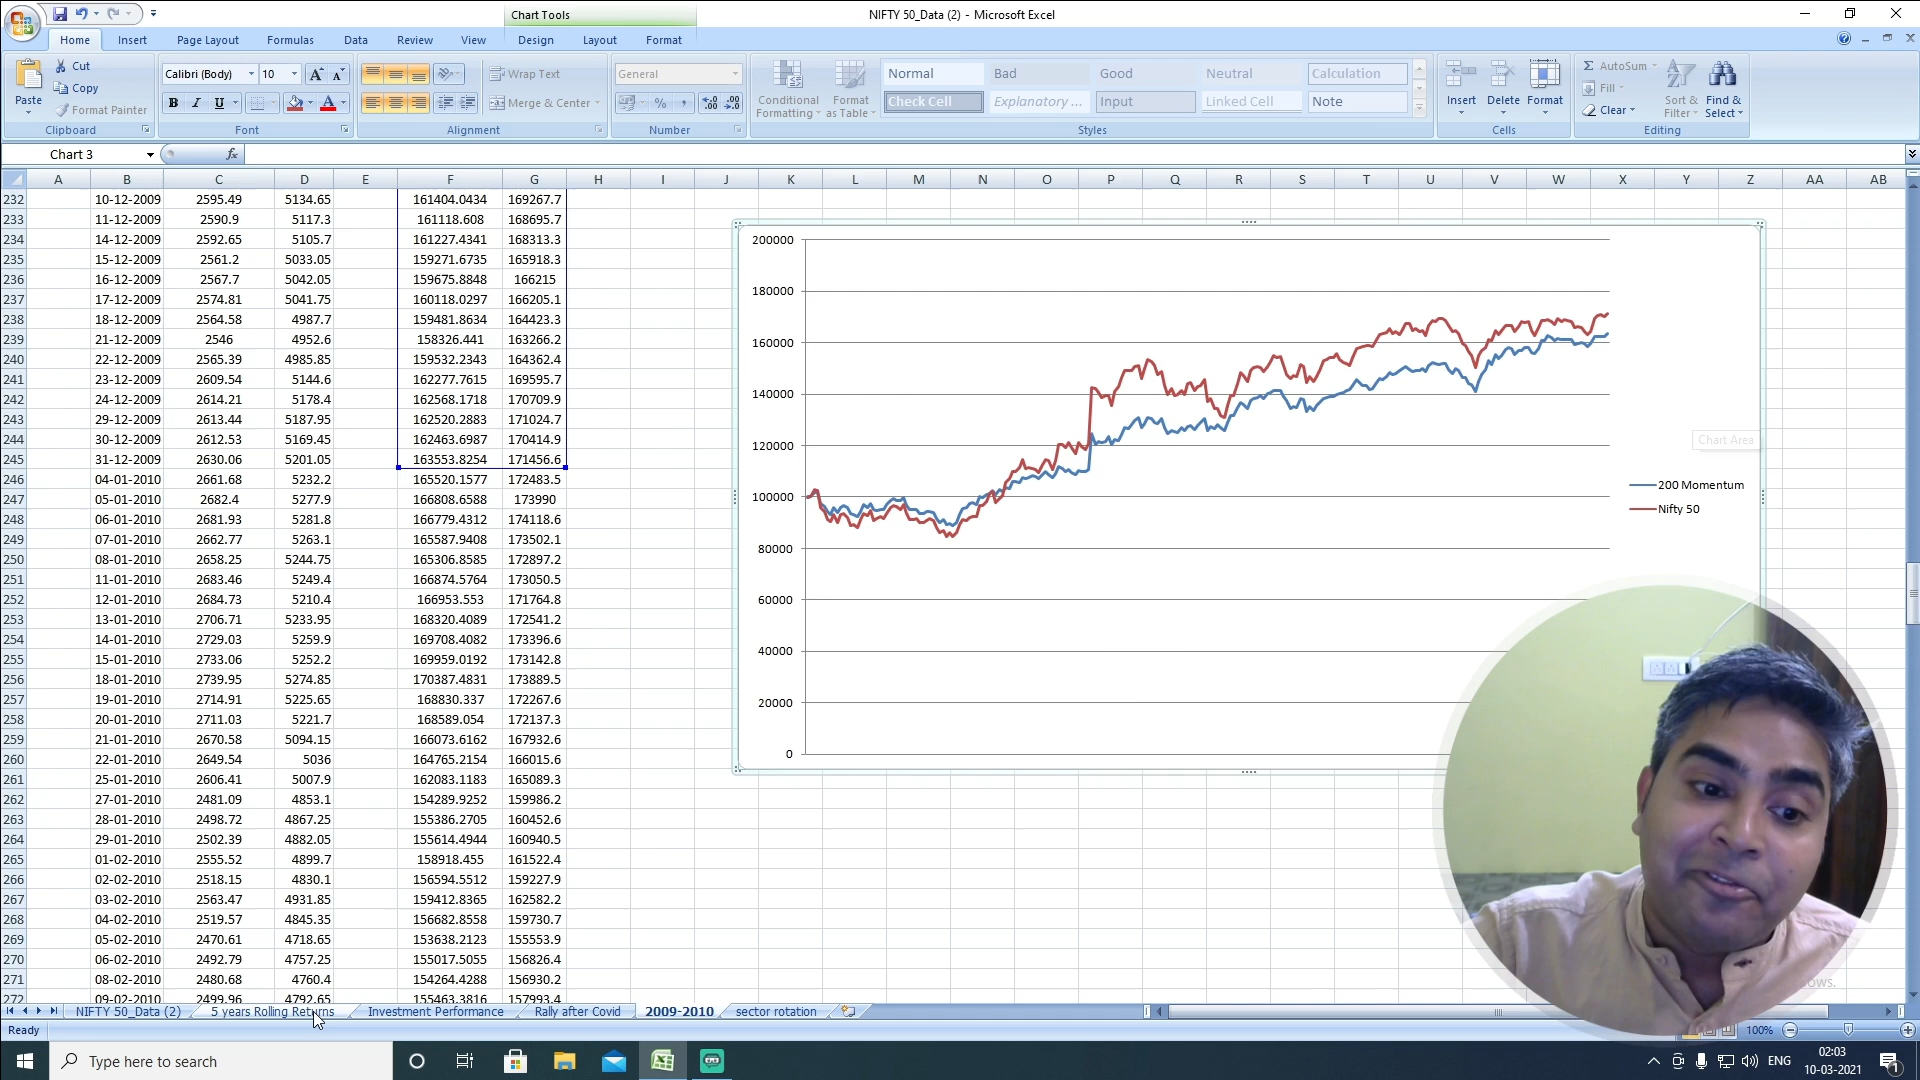 Chart Tools
NIFTY 50_Data (2) - Microsoft Excel
Home Insert Page Layout Formulas Data Review View Design Layout Format
Cut
Copy
Format Painter
Paste
Clipboard
Calibri (Body) 10
B I U
Font
Wrap Text
Merge & Center
Alignment
General
Number
Conditional Formatting
Format as Table
Normal Bad Good Neutral Calculation
Check Cell Explanatory ... Input Linked Cell Note
Styles
Insert Delete Format
Cells
Σ AutoSum
Fill
Clear
Sort & Filter
Find & Select
Editing
Chart 3 fx
A B C D E F G H I J K L M N O P Q R S T U V W X Y Z AA AB
232 10-12-2009 2595.49 5134.65 161404.0434 169267.7
233 11-12-2009 2590.9 5117.3 161118.608 168695.7
234 14-12-2009 2592.65 5105.7 161227.4341 168313.3
235 15-12-2009 2561.2 5033.05 159271.6735 165918.3
236 16-12-2009 2567.7 5042.05 159675.8848 166215
237 17-12-2009 2574.81 5041.75 160118.0297 166205.1
238 18-12-2009 2564.58 4987.7 159481.8634 164423.3
239 21-12-2009 2546 4952.6 158326.441 163266.2
240 22-12-2009 2565.39 4985.85 159532.2343 164362.4
241 23-12-2009 2609.54 5144.6 162277.7615 169595.7
242 24-12-2009 2614.21 5178.4 162568.1718 170709.9
243 29-12-2009 2613.44 5187.95 162520.2883 171024.7
244 30-12-2009 2612.53 5169.45 162463.6987 170414.9
245 31-12-2009 2630.06 5201.05 163553.8254 171456.6
246 04-01-2010 2661.68 5232.2 165520.1577 172483.5
247 05-01-2010 2682.4 5277.9 166808.6588 173990
248 06-01-2010 2681.93 5281.8 166779.4312 174118.6
249 07-01-2010 2662.77 5263.1 165587.9408 173502.1
250 08-01-2010 2658.25 5244.75 165306.8585 172897.2
251 11-01-2010 2683.46 5249.4 166874.5764 173050.5
252 12-01-2010 2684.73 5210.4 166953.553 171764.8
253 13-01-2010 2706.71 5233.95 168320.4089 172541.2
254 14-01-2010 2729.03 5259.9 169708.4082 173396.6
255 15-01-2010 2733.06 5252.2 169959.0192 173142.8
256 18-01-2010 2739.95 5274.85 170387.4831 173889.5
257 19-01-2010 2714.91 5225.65 168830.337 172267.6
258 20-01-2010 2711.03 5221.7 168589.054 172137.3
259 21-01-2010 2670.58 5094.15 166073.6162 167932.6
260 22-01-2010 2649.54 5036 164765.2154 166015.6
261 25-01-2010 2606.41 5007.9 162083.1183 165089.3
262 27-01-2010 2481.09 4853.1 154289.9252 159986.2
263 28-01-2010 2498.72 4867.25 155386.2705 160452.6
264 29-01-2010 2502.39 4882.05 155614.4944 160940.5
265 01-02-2010 2555.52 4899.7 158918.455 161522.4
266 02-02-2010 2518.15 4830.1 156594.5512 159227.9
267 03-02-2010 2563.47 4931.85 159412.8365 162582.2
268 04-02-2010 2519.57 4845.35 156682.8558 159730.7
269 05-02-2010 2470.61 4718.65 153638.2123 155553.9
270 06-02-2010 2492.79 4757.25 155017.5055 156826.4
271 08-02-2010 2480.68 4760.4 154264.4288 156930.2
272 09-02-2010 2499.96 4792.65 155463.3816 157993.4
200000
180000
160000
140000
120000
100000
80000
60000
40000
20000
0
Chart Area
200 Momentum
Nifty 50
ows.
NIFTY 50_Data (2) 5 years Rolling Returns Investment Performance Rally after Covid 2009-2010 sector rotation
Ready 100%
Type here to search
ENG
02:03
10-03-2021
1